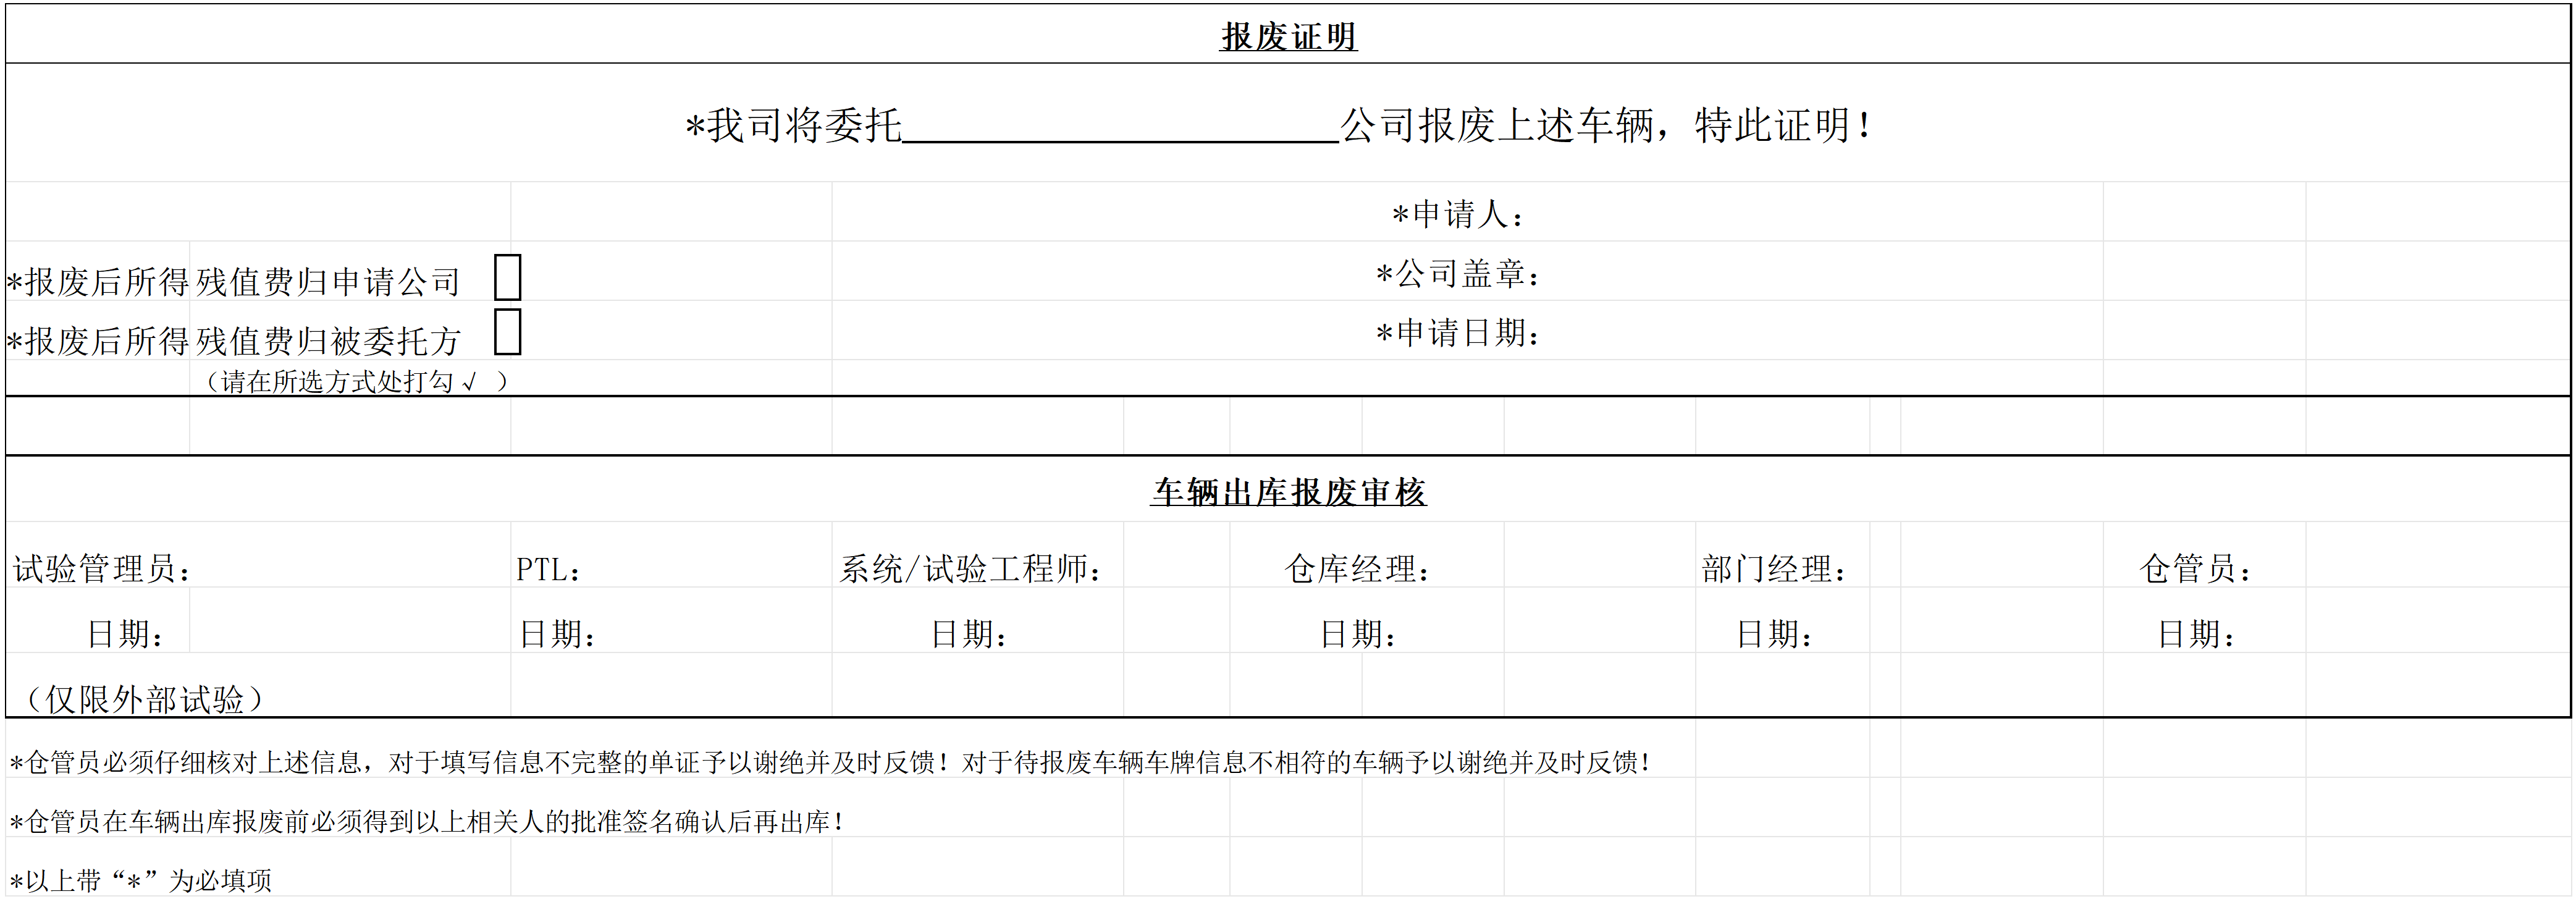 报废证明
*我司将委托____________________公司报废上述车辆，特此证明！
*申请人：
*报废后所得残值费归申请公司 □ *公司盖章：
*报废后所得残值费归被委托方 □ *申请日期：
（请在所选方式处打勾√ ）
车辆出库报废审核
试验管理员： PTL： 系统/试验工程师： 仓库经理： 部门经理： 仓管员：
日期： 日期： 日期： 日期： 日期： 日期：
（仅限外部试验）
*仓管员必须仔细核对上述信息，对于填写信息不完整的单证予以谢绝并及时反馈！对于待报废车辆车牌信息不相符的车辆予以谢绝并及时反馈！
*仓管员在车辆出库报废前必须得到以上相关人的批准签名确认后再出库！
*以上带“*”为必填项